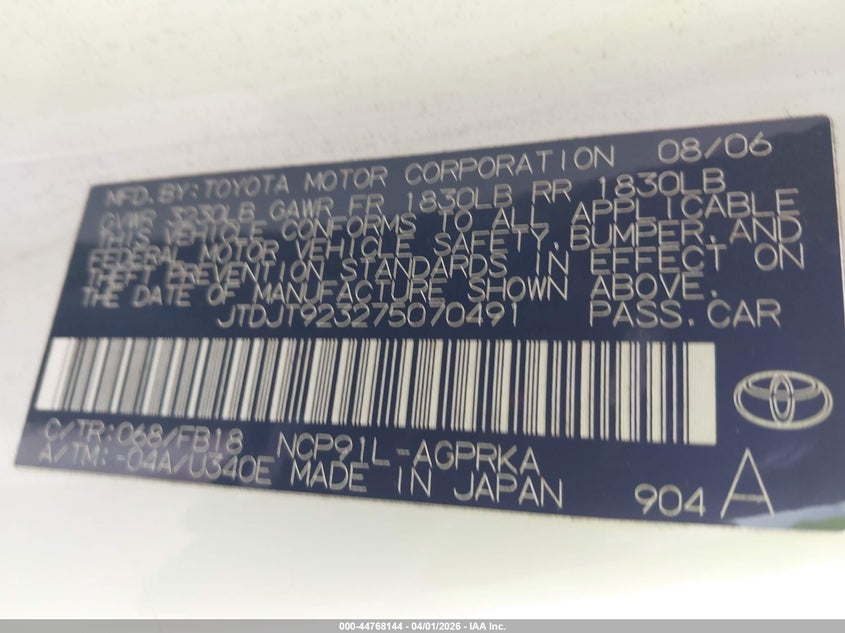 MFD.BY:TOYOTA MOTOR CORPORATION 08/06
GVWR 3230LB GAWR FR 1830LB RR 1830LB
THIS VEHICLE CONFORMS TO ALL APPLICABLE
FEDERAL MOTOR VEHICLE SAFETY, BUMPER, AND
THEFT PREVENTION STANDARDS IN EFFECT ON
THE DATE OF MANUFACTURE SHOWN ABOVE.
JTDJT923275070491 PASS.CAR
C/TR:068/FB18 NCP91L-AGPRKA
A/TM:-04A/U340E MADE IN JAPAN 904 A
000-44768144 - 04/01/2026 - IAA Inc.